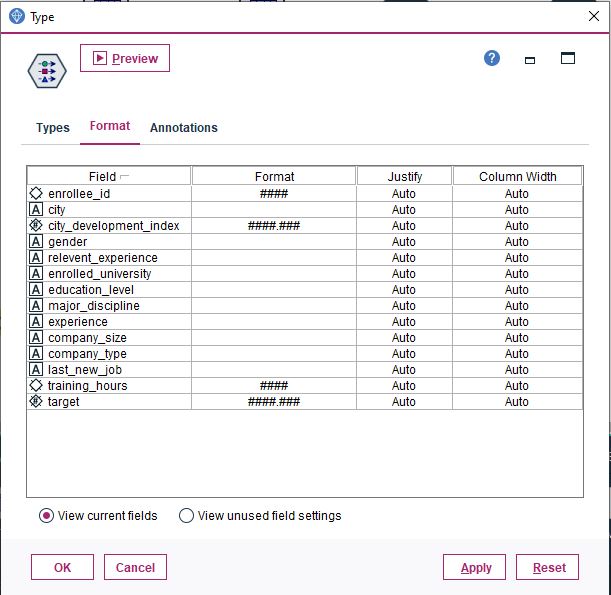 Type
Preview
?
Types Format Annotations
Field Format Justify Column Width
enrollee_id #### Auto Auto
A city Auto Auto
# city_development_index ####.### Auto Auto
A gender Auto Auto
A relevent_experience Auto Auto
A enrolled_university Auto Auto
A education_level Auto Auto
A major_discipline Auto Auto
A experience Auto Auto
A company_size Auto Auto
A company_type Auto Auto
A last_new_job Auto Auto
training_hours #### Auto Auto
# target ####.### Auto Auto
View current fields View unused field settings
OK Cancel Apply Reset